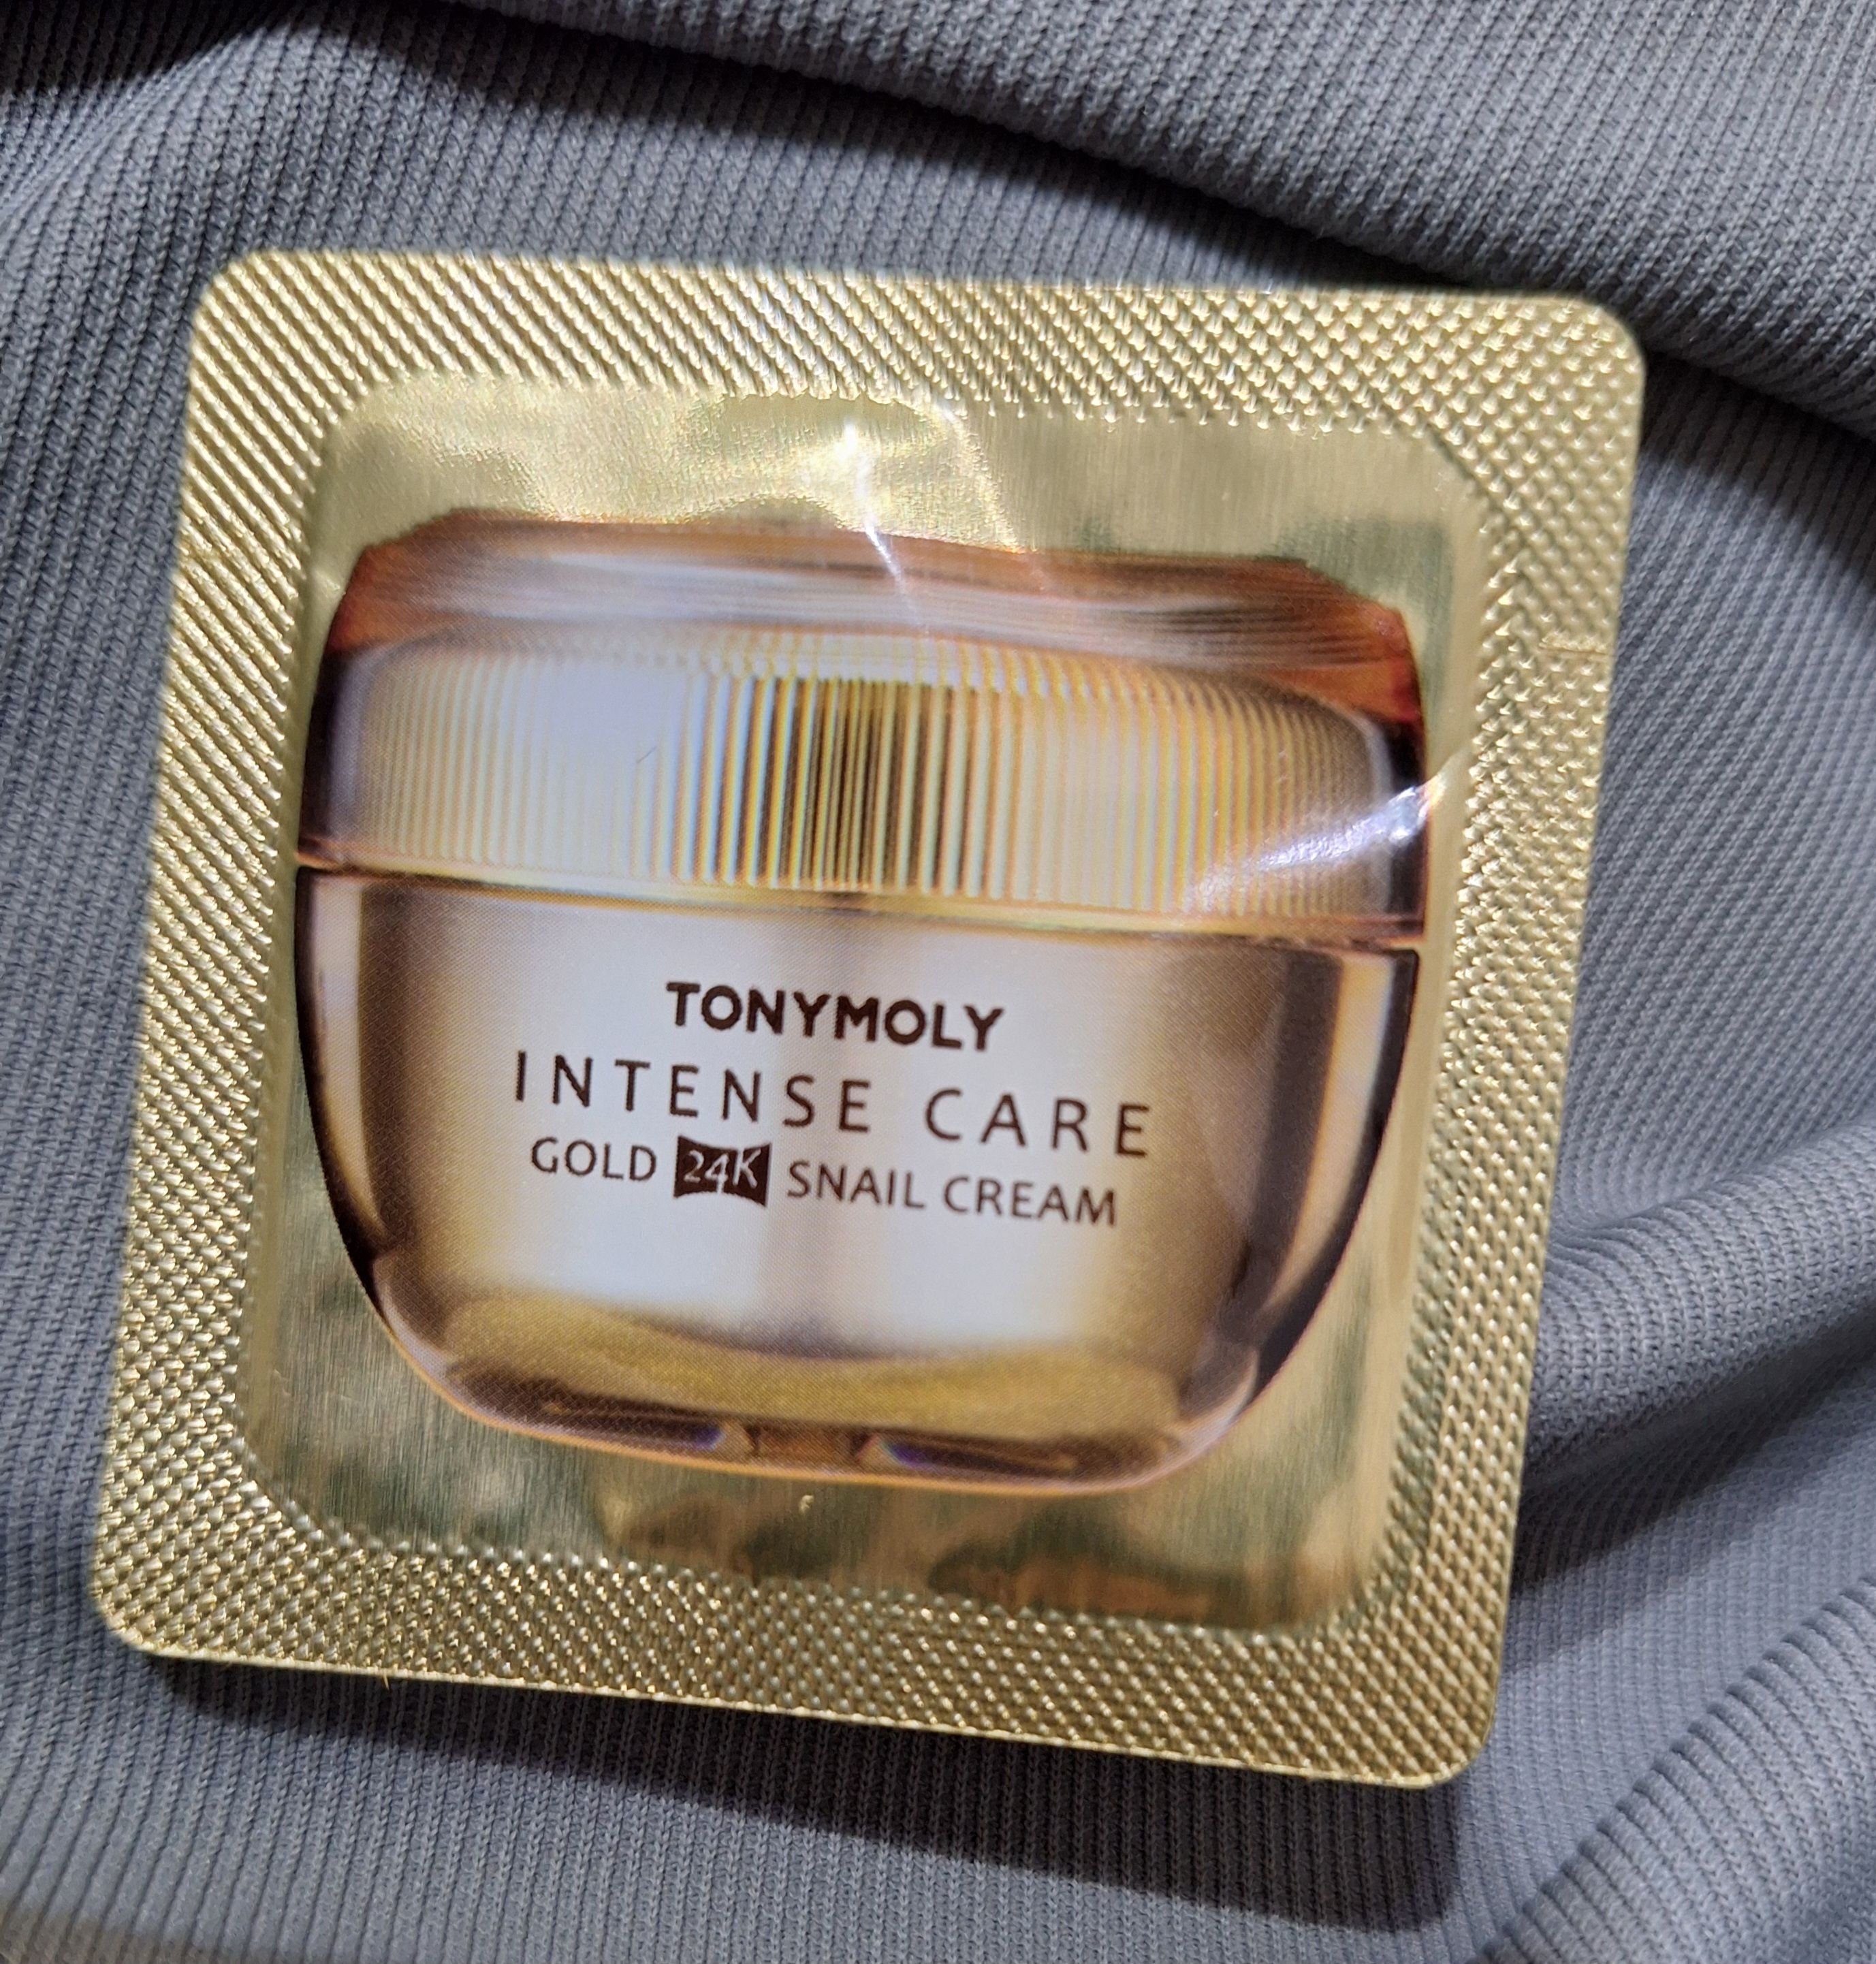 TONYMOLY
INTENSE CARE
GOLD 24K SNAIL CREAM